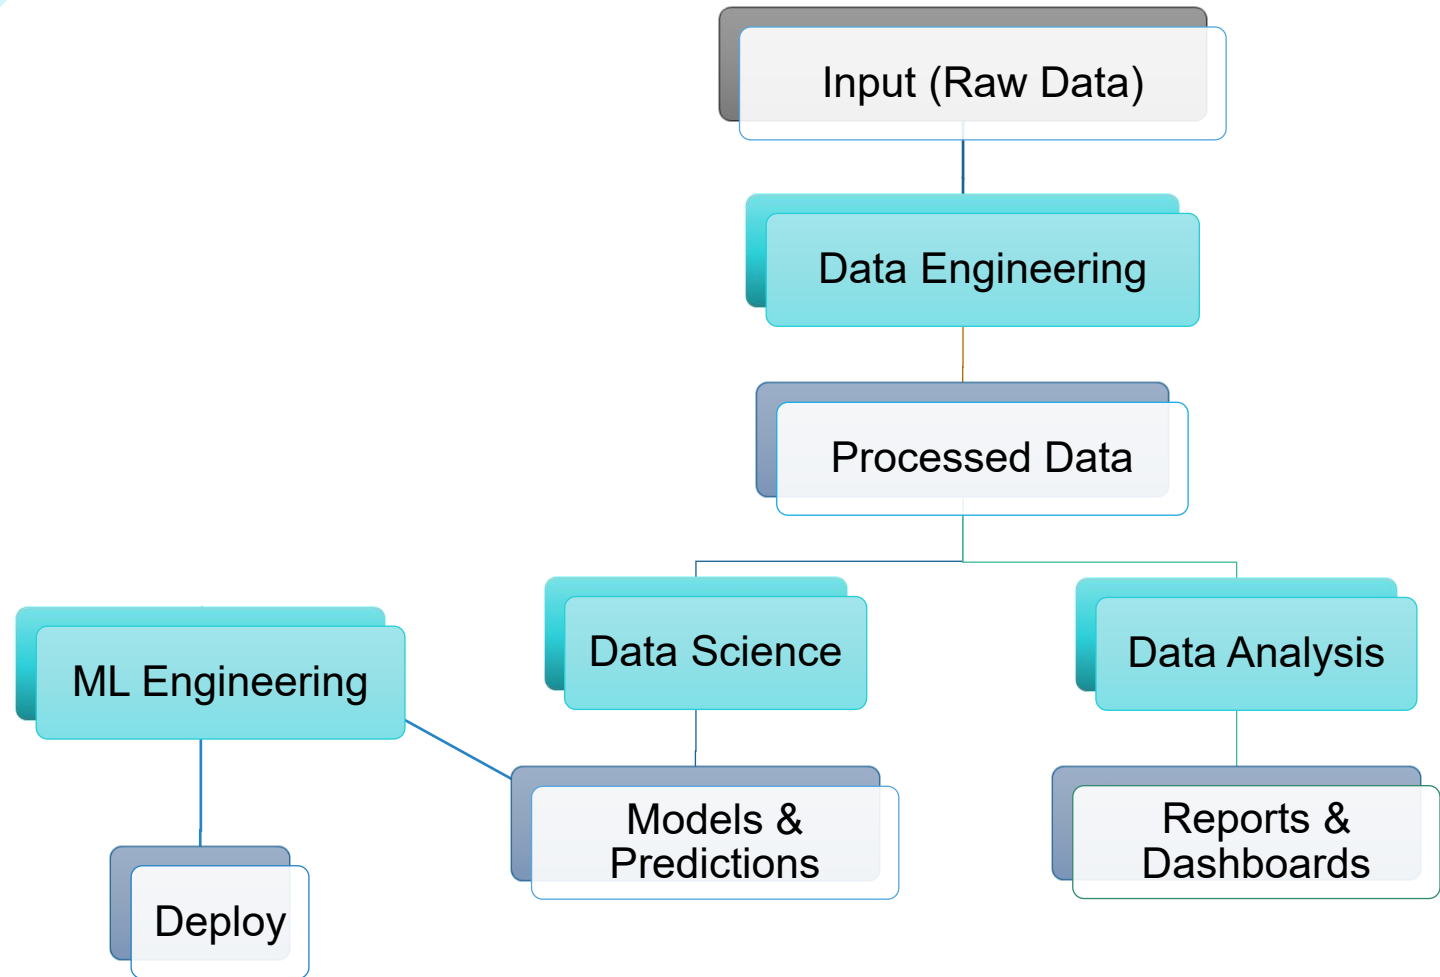 Input (Raw Data)
Data Engineering
Processed Data
Data Science
Data Analysis
ML Engineering
Models &
Predictions
Reports &
Dashboards
Deploy